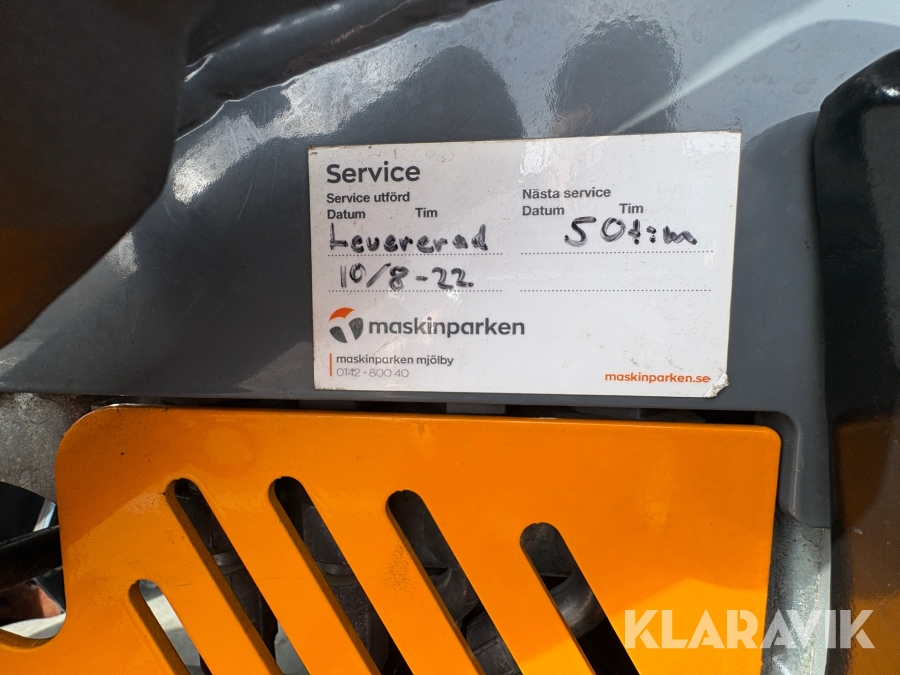 Service
Service utförd
Datum Tim
Levererad
10/8-22.
Nästa service
Datum Tim
50tim
maskinparken
maskinparken mjölby
0142 - 800 40
maskinparken.se
KLARAVIK